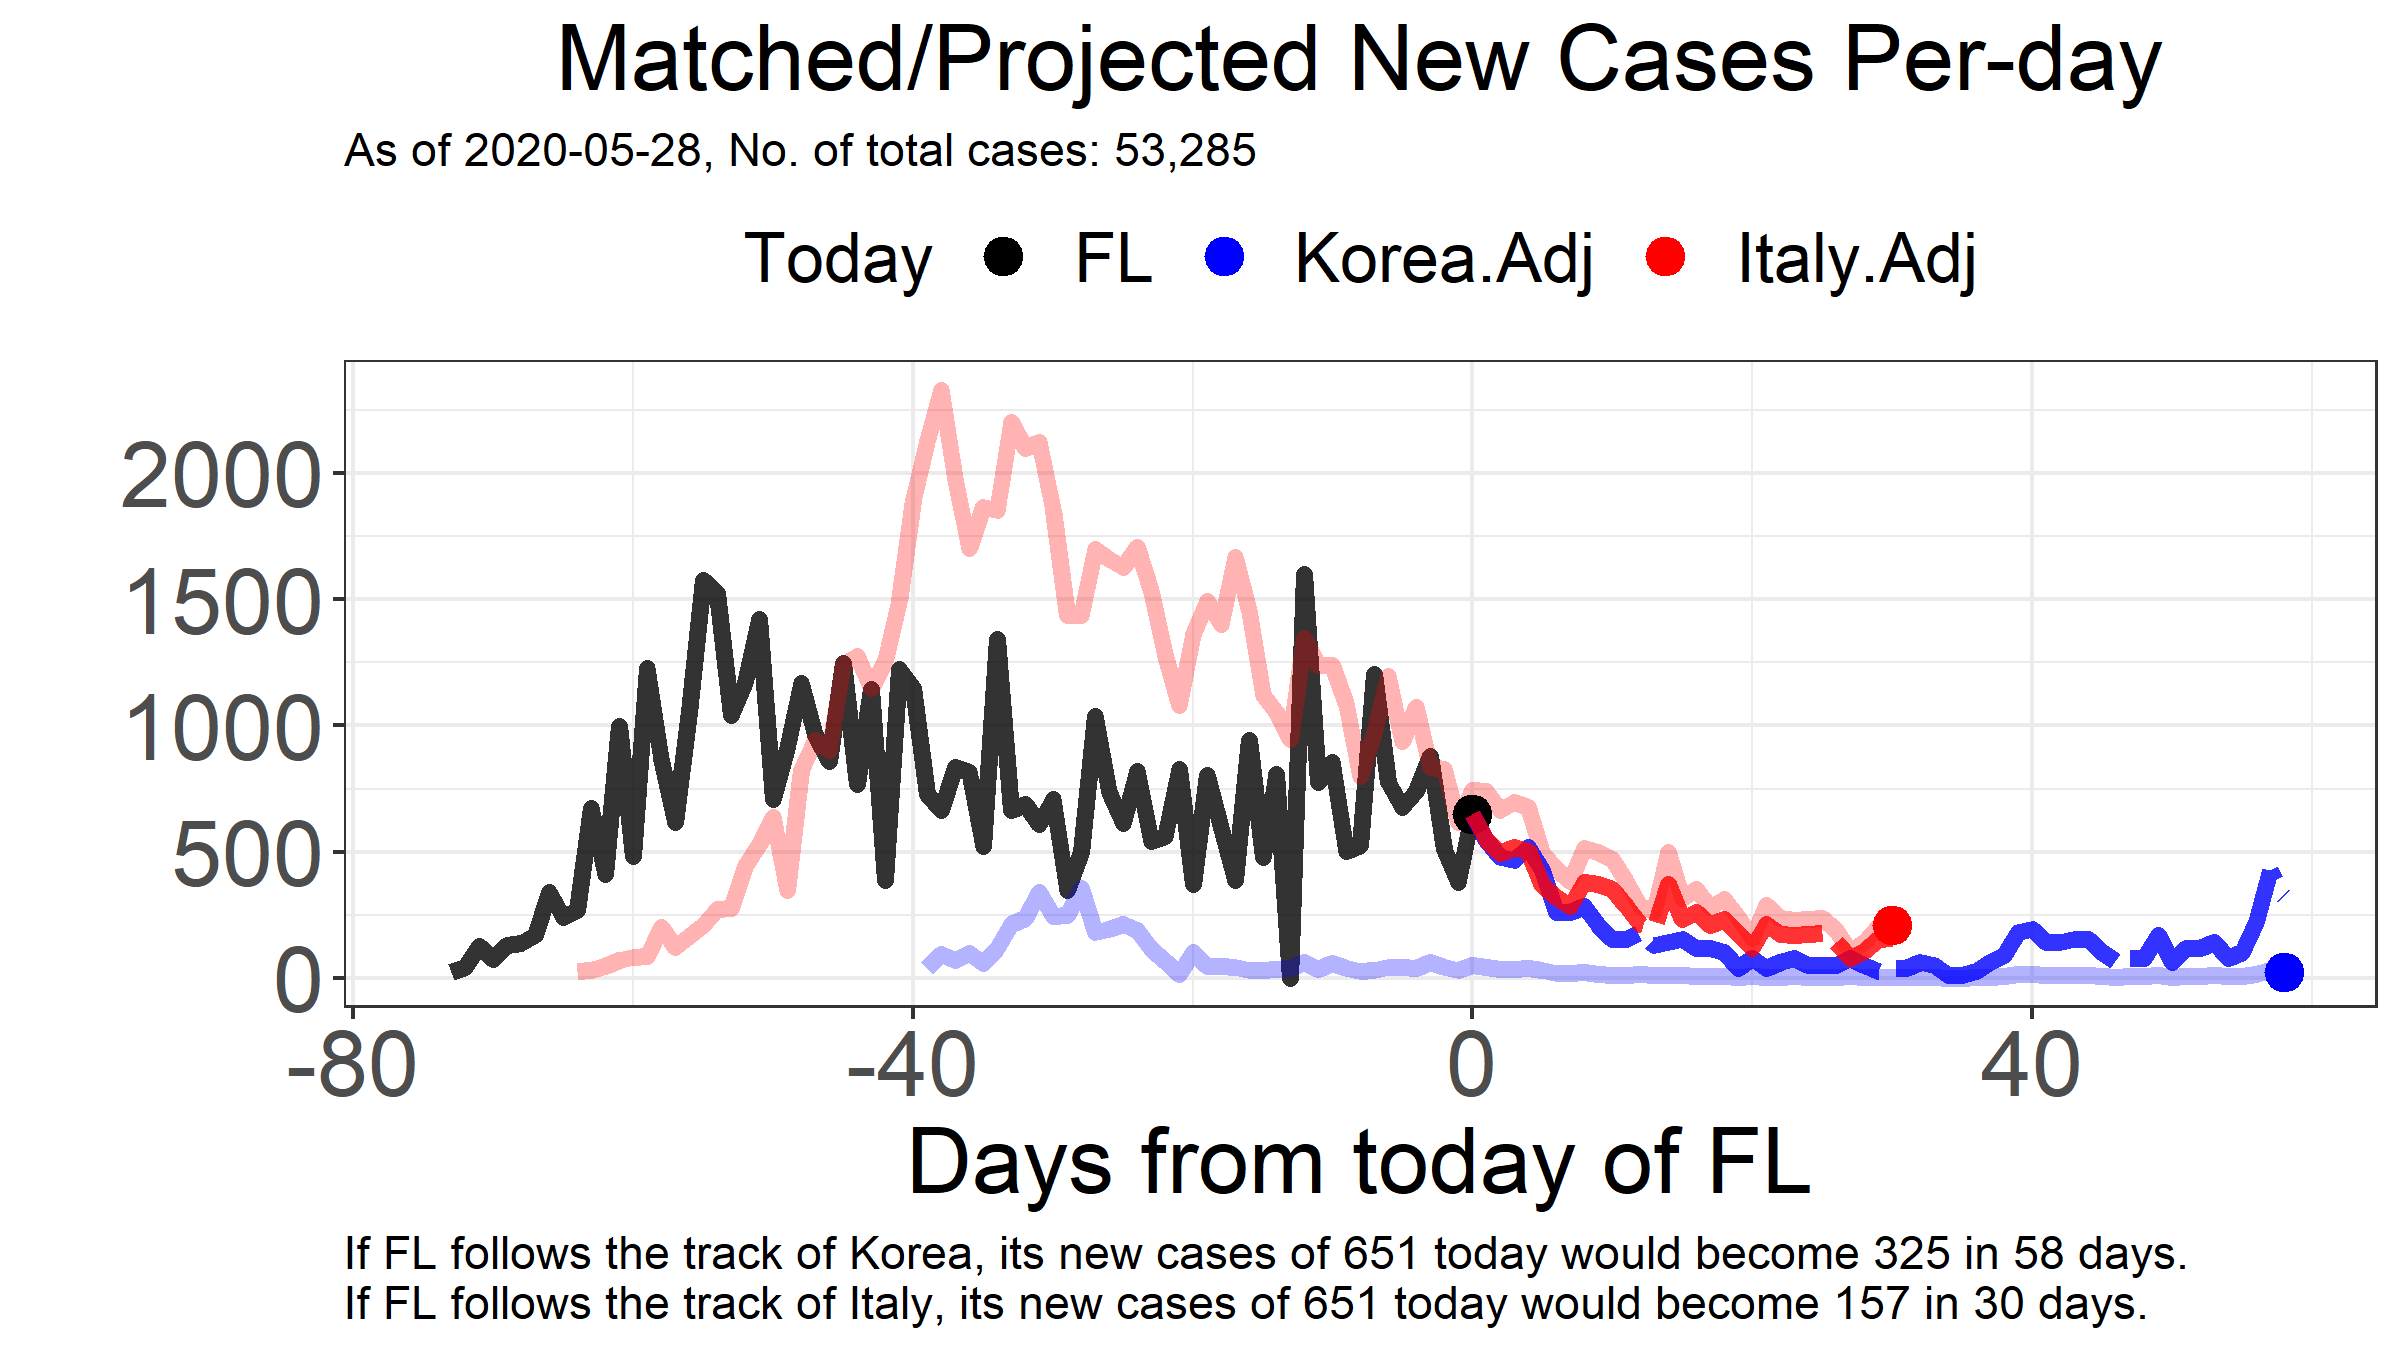 Matched/Projected New Cases Per-day
As of 2020-05-28, No. of total cases: 53,285
Today FL Korea.Adj Italy.Adj
2000
1500
1000
500
0
-80 -40 0 40
Days from today of FL
If FL follows the track of Korea, its new cases of 651 today would become 325 in 58 days.
If FL follows the track of Italy, its new cases of 651 today would become 157 in 30 days.